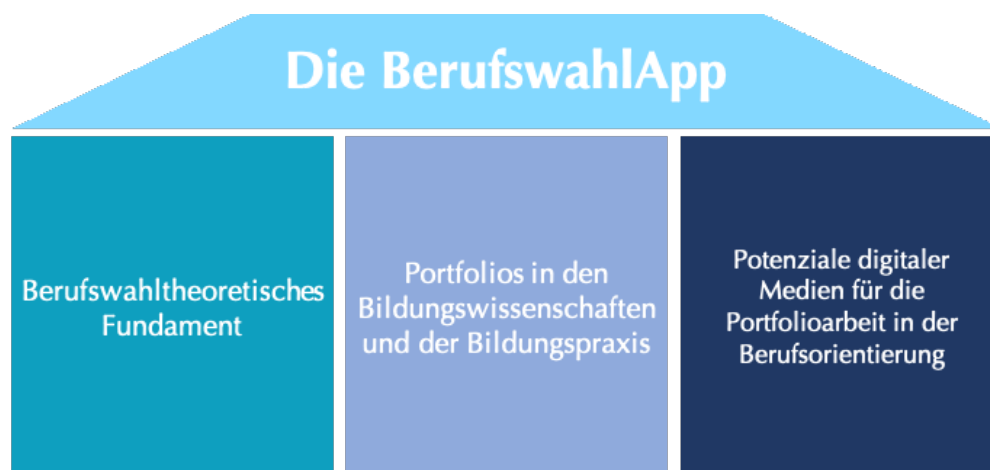 Die BerufswahlApp
Berufswahltheoretisches
Fundament
Portfolios in den
Bildungswissenschaften
und der Bildungspraxis
Potenziale digitaler
Medien für die
Portfolioarbeit in der
Berufsorientierung